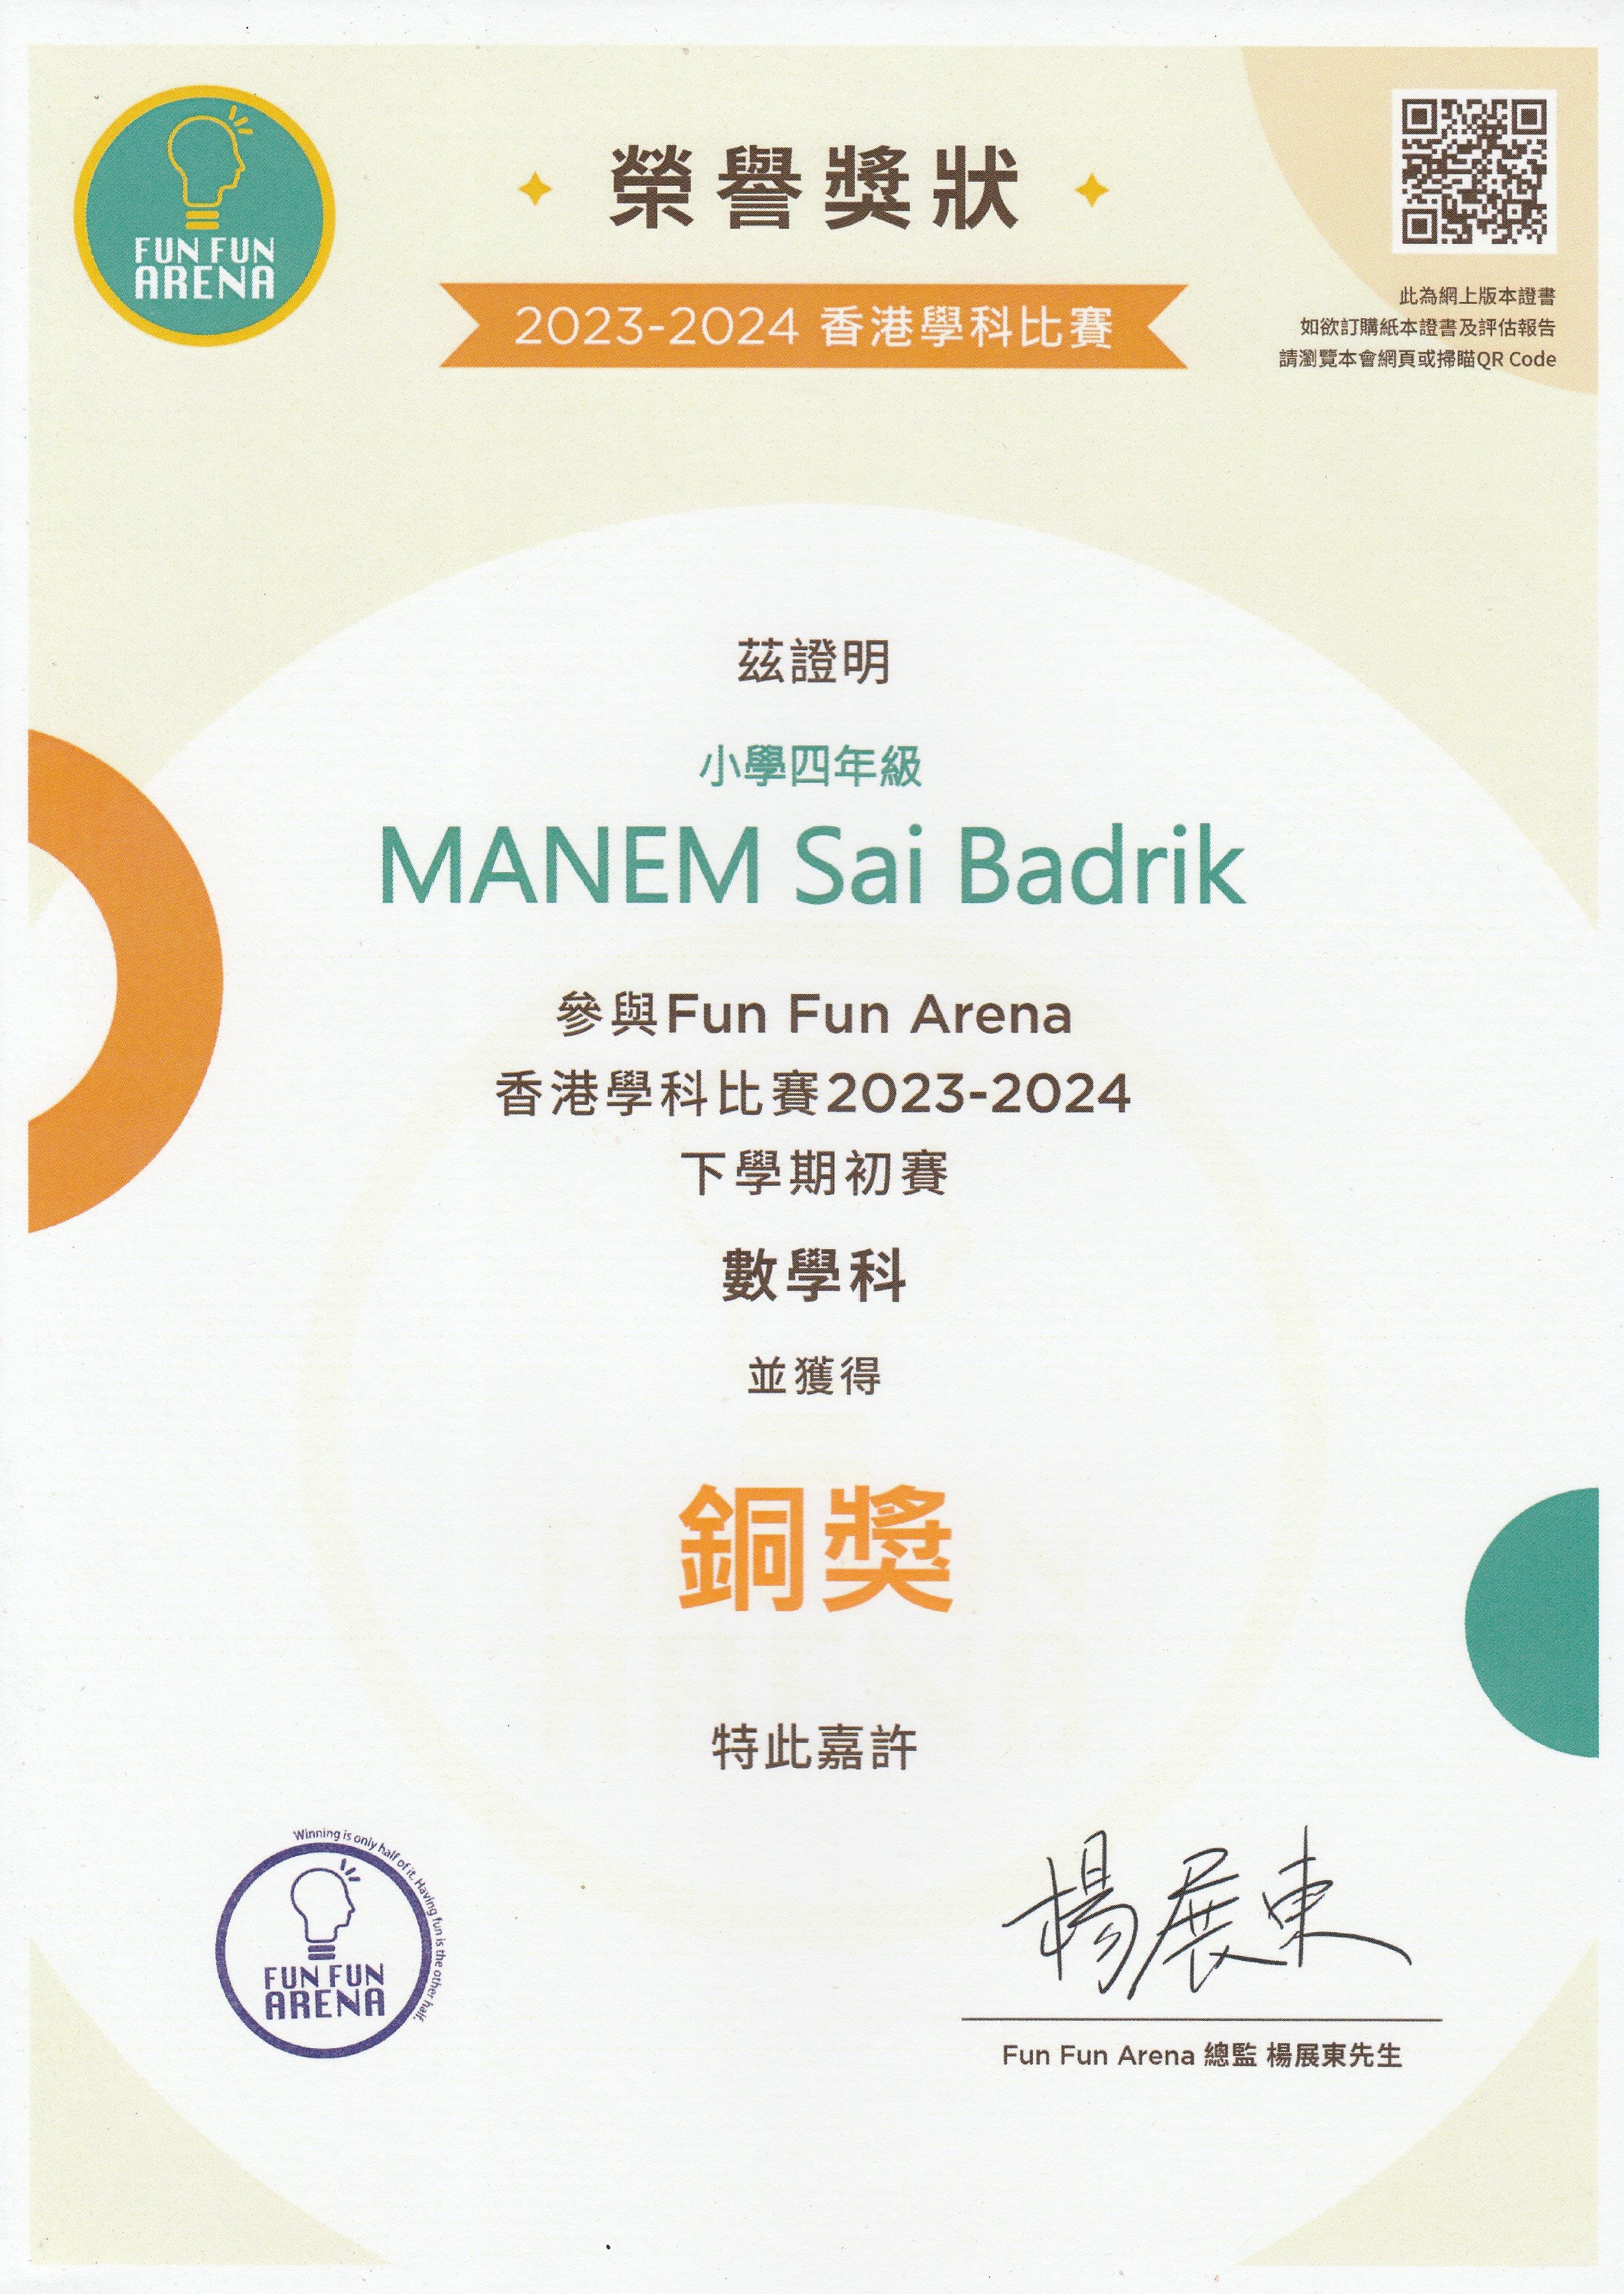 FUN FUN
ARENA
榮譽獎狀
2023-2024 香港學科比賽
此為網上版本證書
如欲訂購紙本證書及評估報告
請瀏覽本會網頁或掃瞄QR Code
茲證明
小學四年級
MANEM Sai Badrik
參與Fun Fun Arena
香港學科比賽2023-2024
下學期初賽
數學科
並獲得
銅獎
特此嘉許
Winning is only half of it. Having fun is the other half.
FUN FUN
ARENA
楊展東
Fun Fun Arena 總監 楊展東先生